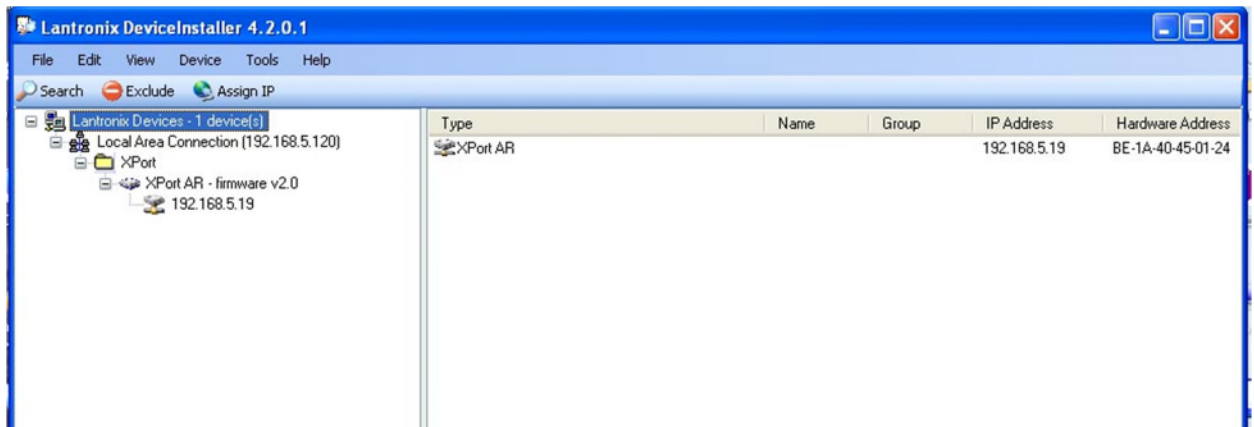 Lantronix DeviceInstaller 4.2.0.1
File Edit View Device Tools Help
Search Exclude Assign IP
Lantronix Devices - 1 device(s)
Local Area Connection (192.168.5.120)
XPort
XPort AR - firmware v2.0
192.168.5.19
Type Name Group IP Address Hardware Address
XPort AR 192.168.5.19 BE-1A-40-45-01-24